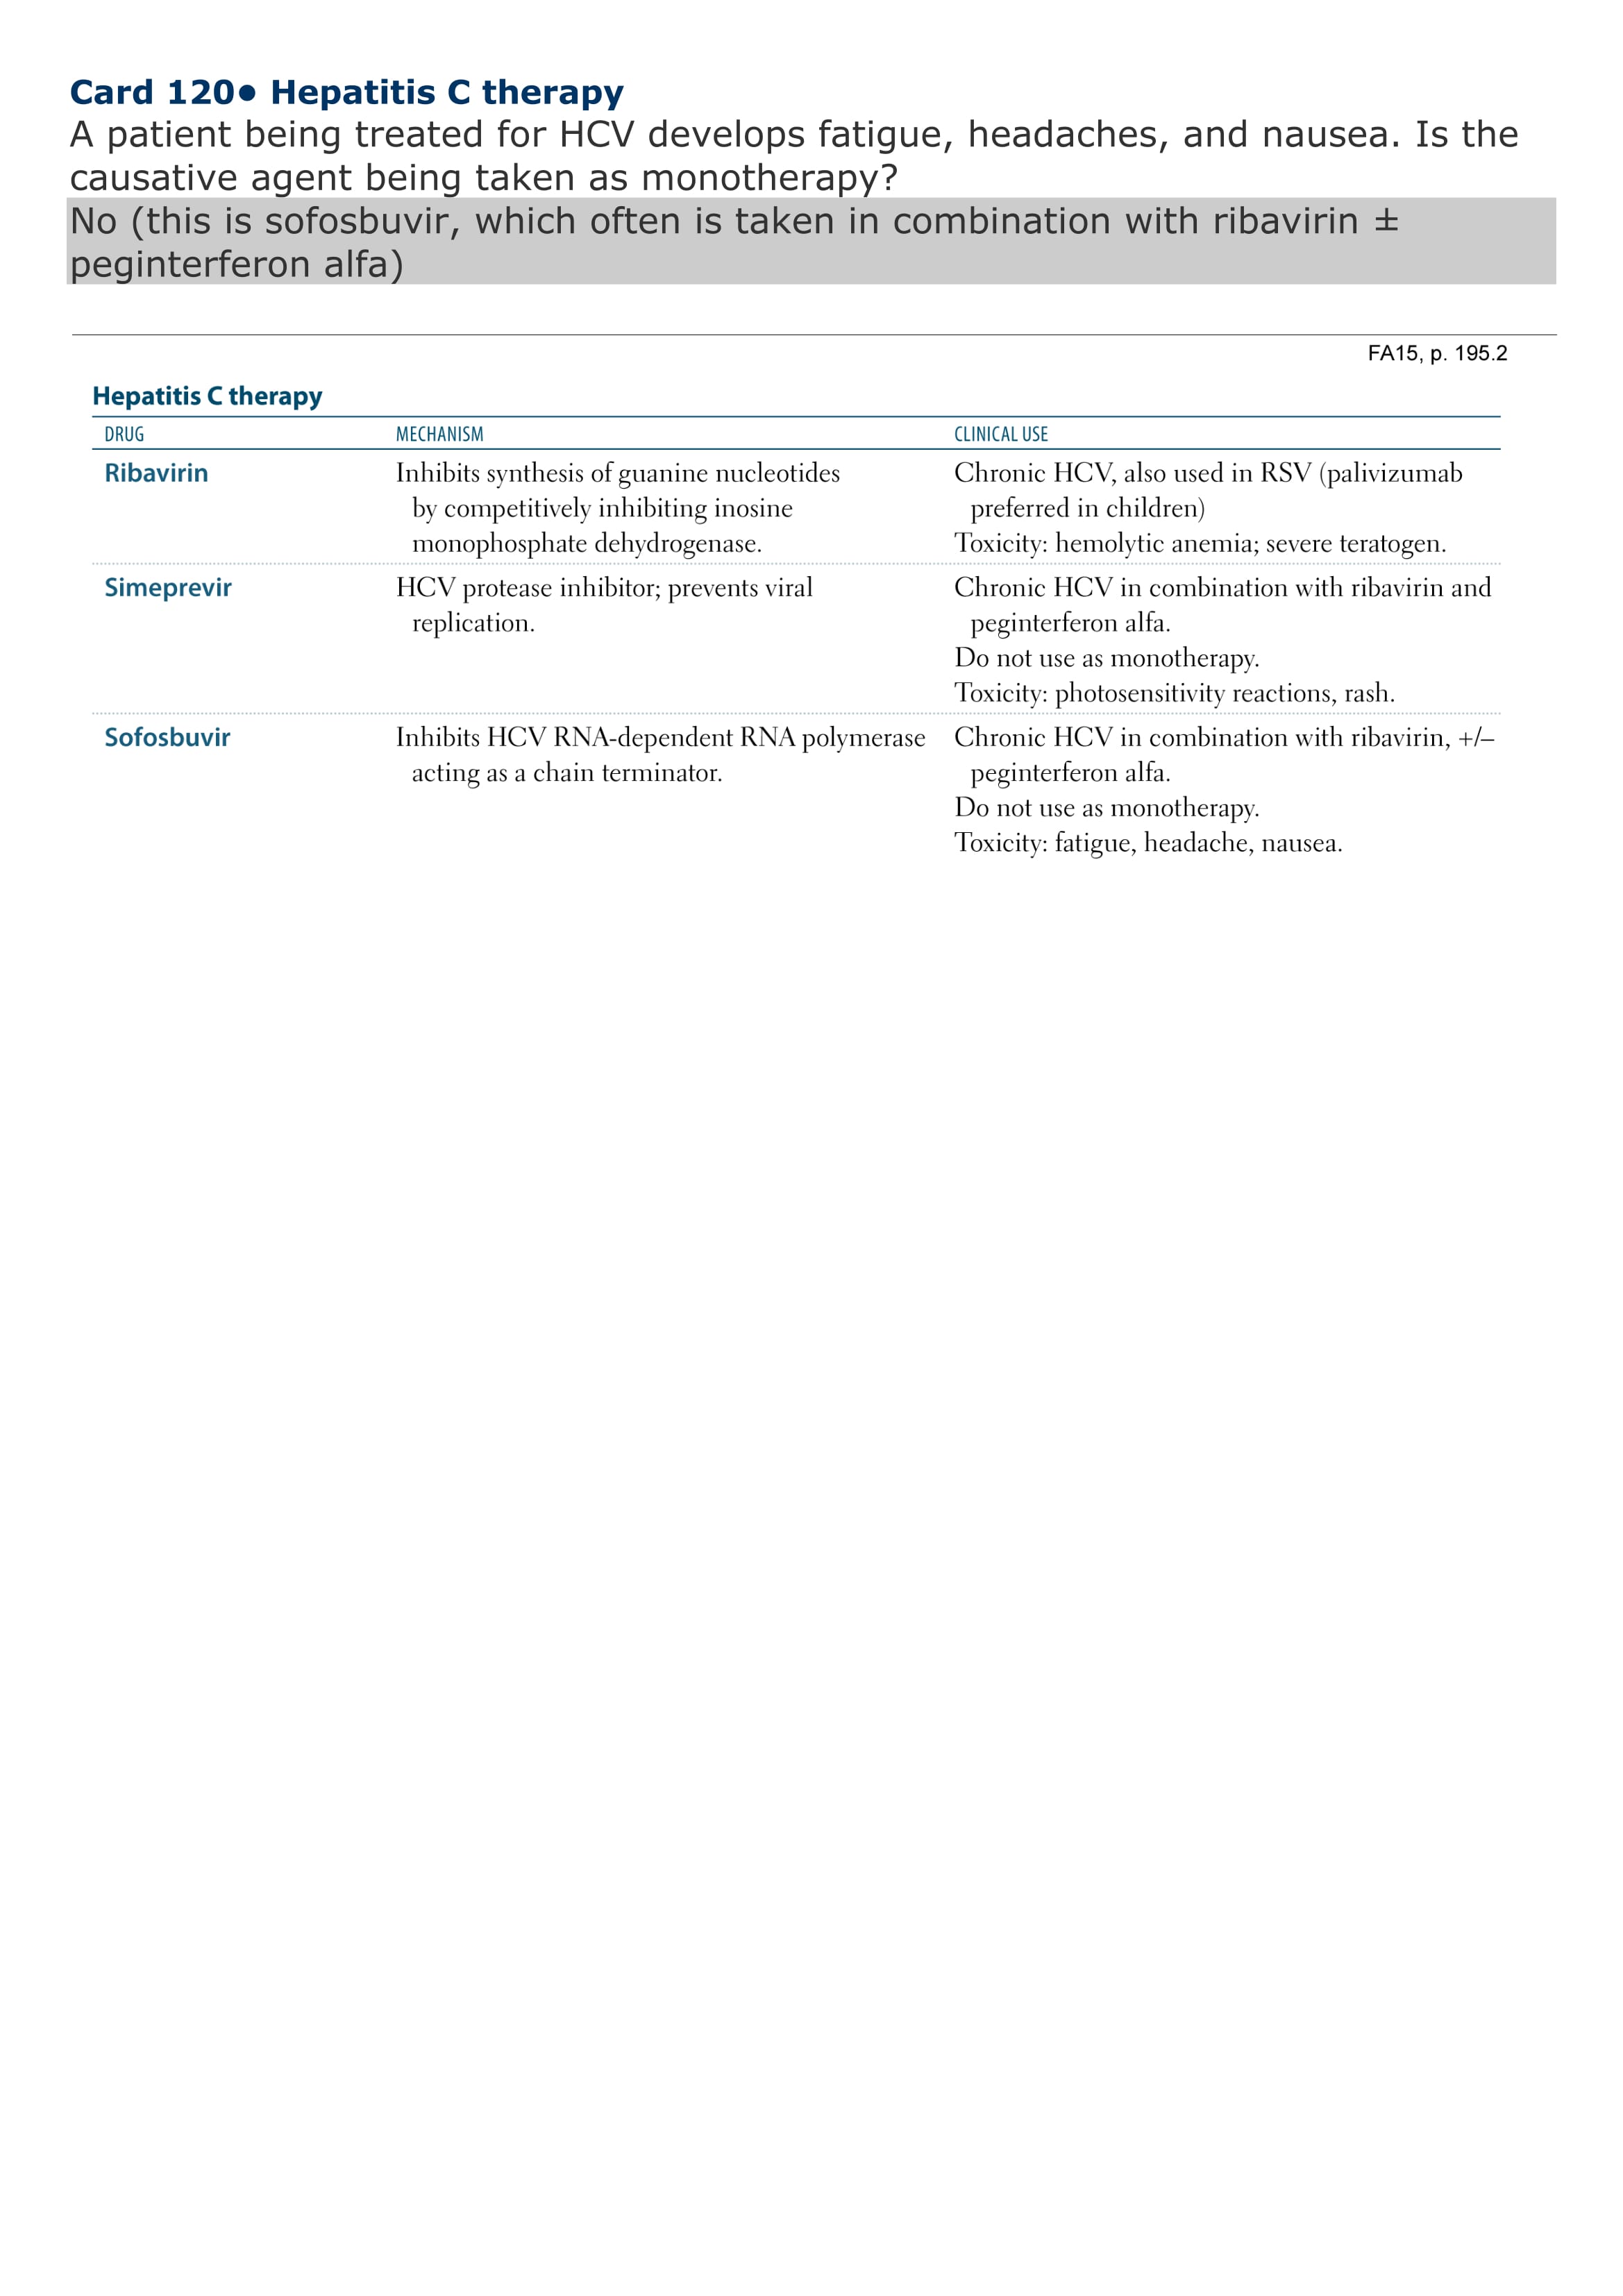 Card 120• Hepatitis C therapy
A patient being treated for HCV develops fatigue, headaches, and nausea. Is the
causative agent being taken as monotherapy?
No (this is sofosbuvir, which often is taken in combination with ribavirin ±
peginterferon alfa)
FA15, p. 195.2
Hepatitis C therapy
DRUG MECHANISM CLINICAL USE
Ribavirin Inhibits synthesis of guanine nucleotides Chronic HCV, also used in RSV (palivizumab
by competitively inhibiting inosine preferred in children)
monophosphate dehydrogenase. Toxicity: hemolytic anemia; severe teratogen.
Simeprevir HCV protease inhibitor; prevents viral Chronic HCV in combination with ribavirin and
replication. peginterferon alfa.
Do not use as monotherapy.
Toxicity: photosensitivity reactions, rash.
Sofosbuvir Inhibits HCV RNA-dependent RNA polymerase Chronic HCV in combination with ribavirin, +/–
acting as a chain terminator. peginterferon alfa.
Do not use as monotherapy.
Toxicity: fatigue, headache, nausea.